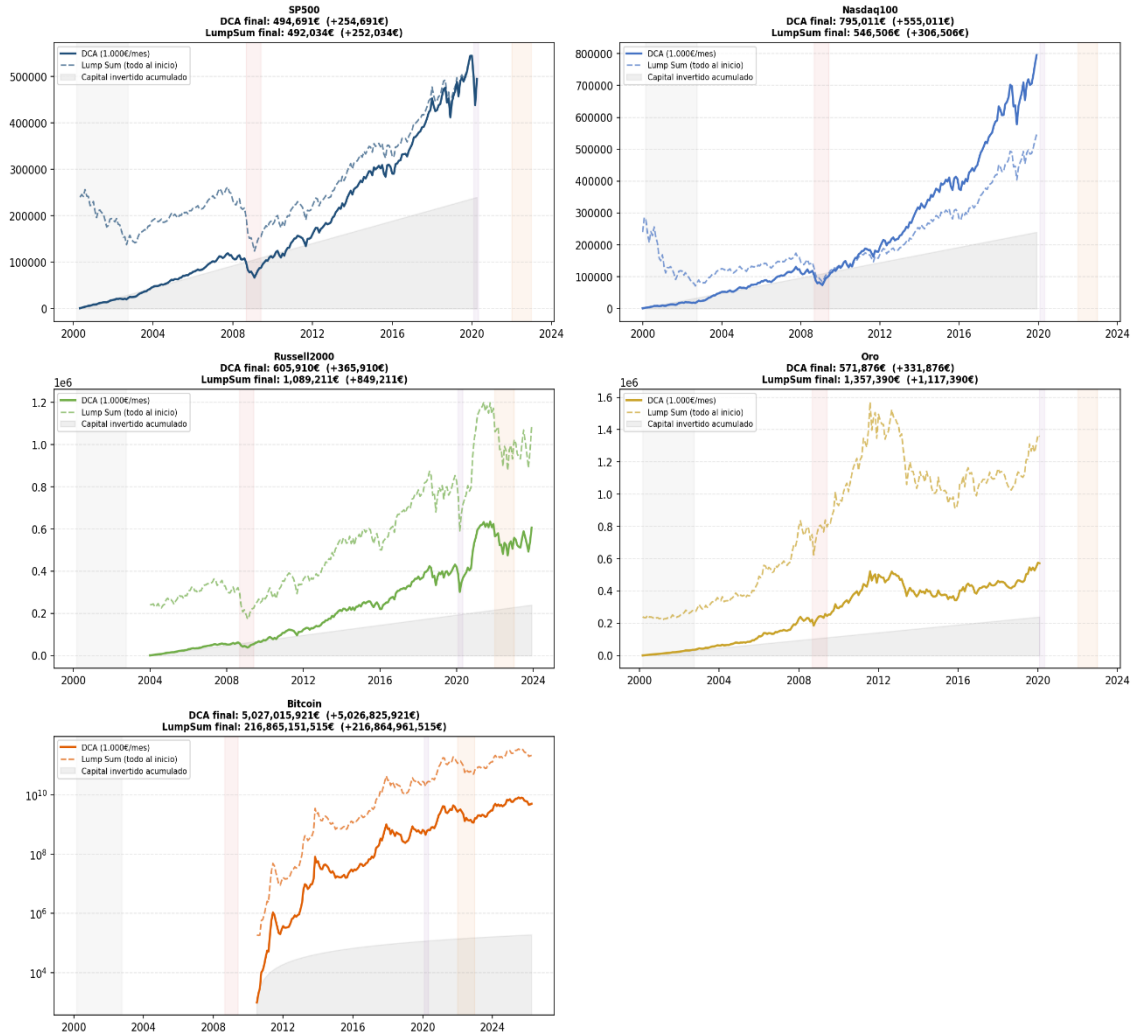 SP500
DCA final: 494,691€ (+254,691€)
LumpSum final: 492,034€ (+252,034€)
DCA (1.000€/mes)
Lump Sum (todo al inicio)
Capital invertido acumulado
500000
400000
300000
200000
100000
0
2000 2004 2008 2012 2016 2020 2024
Nasdaq100
DCA final: 795,011€ (+555,011€)
LumpSum final: 546,506€ (+306,506€)
DCA (1.000€/mes)
Lump Sum (todo al inicio)
Capital invertido acumulado
800000
700000
600000
500000
400000
300000
200000
100000
0
2000 2004 2008 2012 2016 2020 2024
Russell2000
DCA final: 605,910€ (+365,910€)
LumpSum final: 1,089,211€ (+849,211€)
1e6
DCA (1.000€/mes)
Lump Sum (todo al inicio)
Capital invertido acumulado
1.2
1.0
0.8
0.6
0.4
0.2
0.0
2000 2004 2008 2012 2016 2020 2024
Oro
DCA final: 571,876€ (+331,876€)
LumpSum final: 1,357,390€ (+1,117,390€)
1e6
DCA (1.000€/mes)
Lump Sum (todo al inicio)
Capital invertido acumulado
1.6
1.4
1.2
1.0
0.8
0.6
0.4
0.2
0.0
2000 2004 2008 2012 2016 2020 2024
Bitcoin
DCA final: 5,027,015,921€ (+5,026,825,921€)
LumpSum final: 216,865,151,515€ (+216,864,961,515€)
DCA (1.000€/mes)
Lump Sum (todo al inicio)
Capital invertido acumulado
10¹⁰
10⁸
10⁶
10⁴
2000 2004 2008 2012 2016 2020 2024